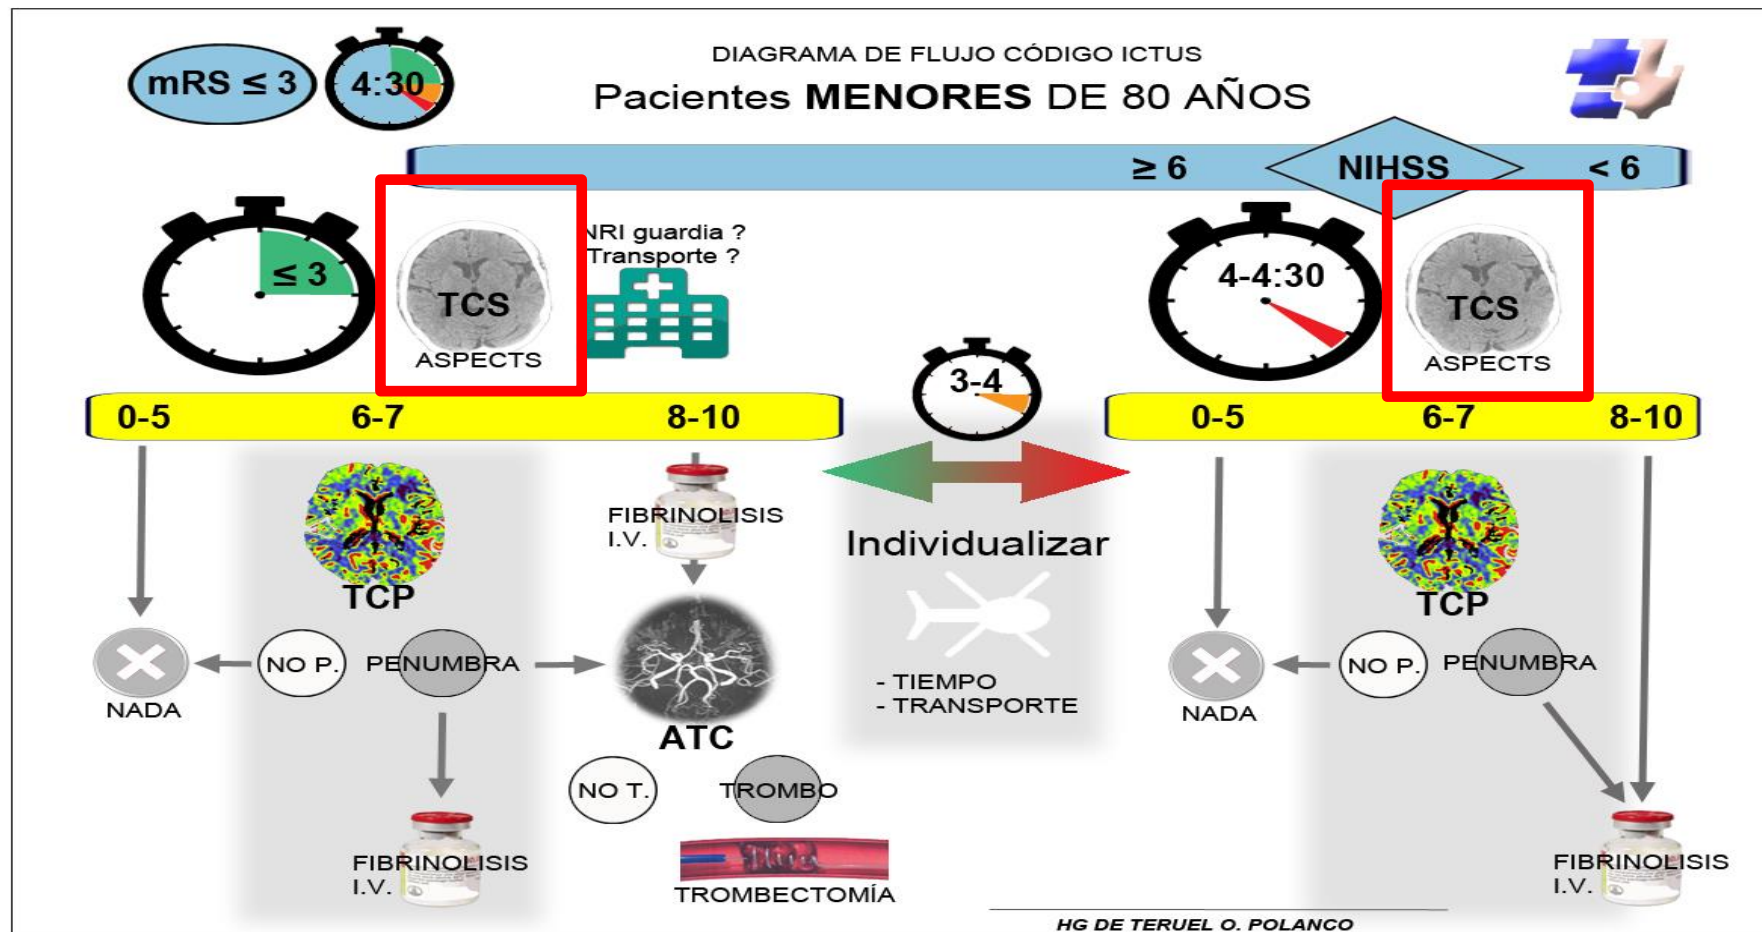 DIAGRAMA DE FLUJO CÓDIGO ICTUS
Pacientes MENORES DE 80 AÑOS
mRS ≤ 3
4:30
≥ 6
NIHSS
< 6
≤ 3
TCS
ASPECTS
NRI guardia ?
Transporte ?
3-4
4-4:30
TCS
ASPECTS
0-5
6-7
8-10
0-5
6-7
8-10
TCP
FIBRINOLISIS
I.V.
NO P.
PENUMBRA
NADA
ATC
NO T.
TROMBO
FIBRINOLISIS
I.V.
TROMBECTOMÍA
Individualizar
- TIEMPO
- TRANSPORTE
TCP
NO P.
PENUMBRA
NADA
FIBRINOLISIS
I.V.
HG DE TERUEL O. POLANCO